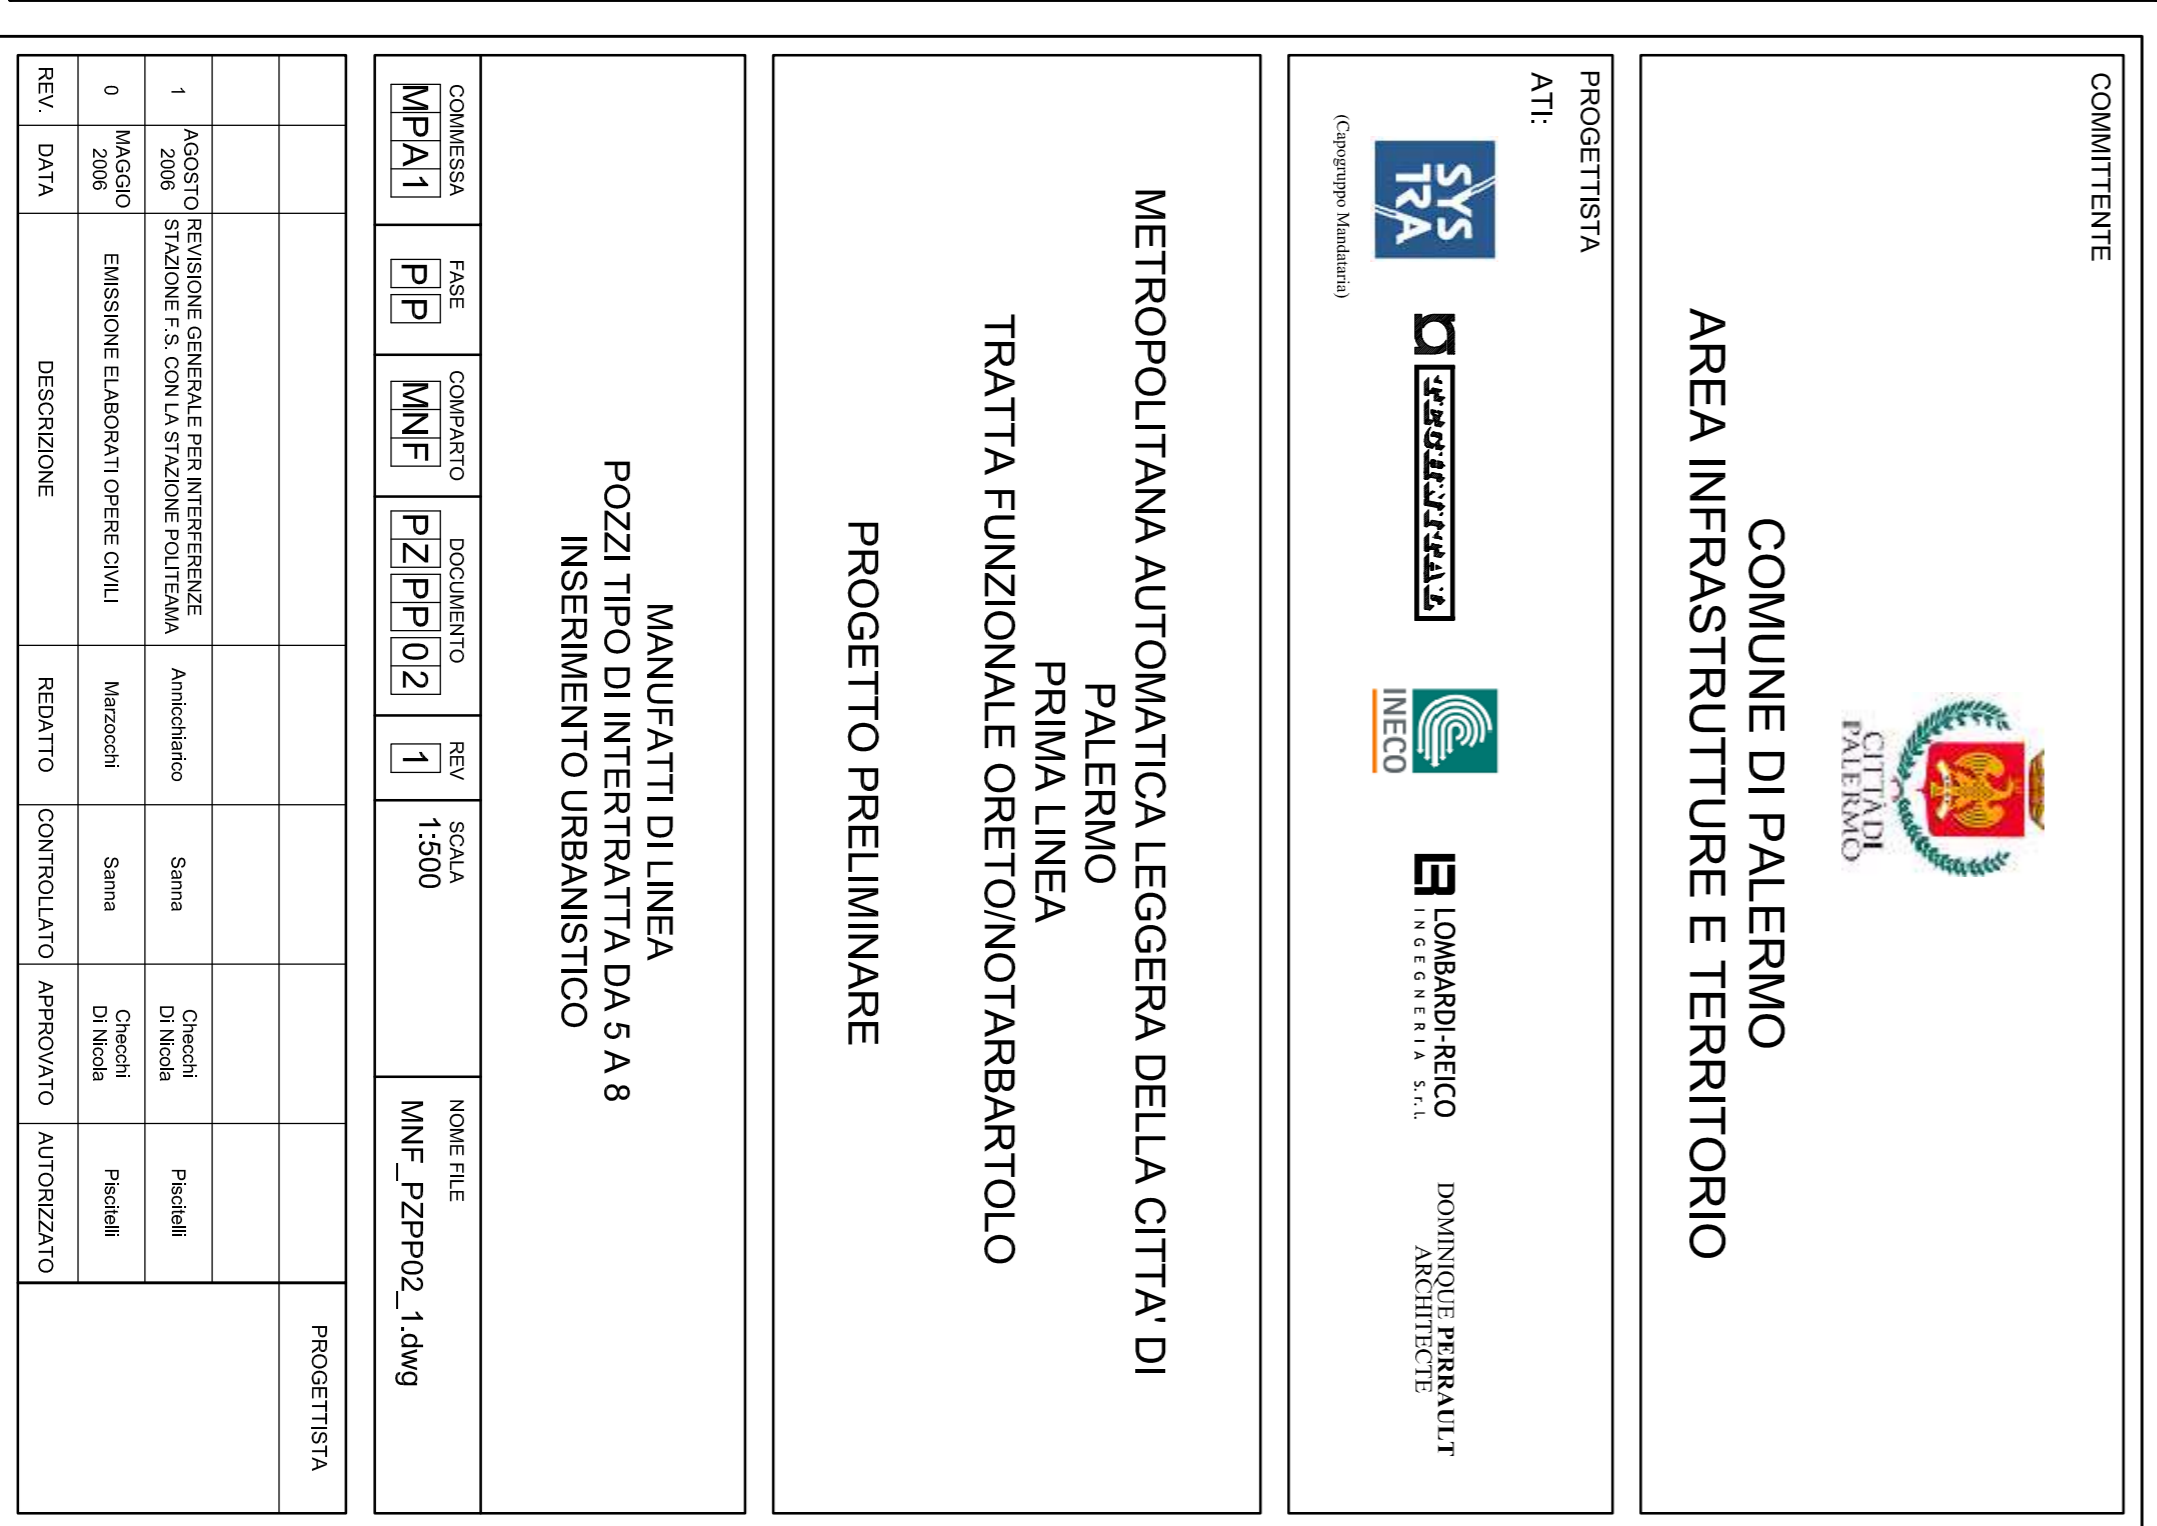 COMMITTENTE
CITTÀ DI
PALERMO
COMUNE DI PALERMO
AREA INFRASTRUTTURE E TERRITORIO
PROGETTISTA
ATI:
SYS
TRA
(Capogruppo Mandataria)
INECO
LOMBARDI-REICO
INGEGNERIA S.r.l.
DOMINIQUE PERRAULT
ARCHITECTE
METROPOLITANA AUTOMATICA LEGGERA DELLA CITTA' DI
PALERMO
PRIMA LINEA
TRATTA FUNZIONALE ORETO/NOTARBARTOLO
PROGETTO PRELIMINARE
MANUFATTI DI LINEA
POZZI TIPO DI INTERTRATTA DA 5 A 8
INSERIMENTO URBANISTICO
COMMESSA FASE COMPARTO DOCUMENTO REV SCALA NOME FILE
MPA1 PP MNF PZPP02 1 1:500 MNF_PZPP02_1.dwg
PROGETTISTA
1 AGOSTO 2006 REVISIONE GENERALE PER INTERFERENZE STAZIONE F.S. CON LA STAZIONE POLITEAMA Annicchiarico Sanna Checchi Di Nicola Piscitelli
0 MAGGIO 2006 EMISSIONE ELABORATI OPERE CIVILI Marzocchi Sanna Checchi Di Nicola Piscitelli
REV. DATA DESCRIZIONE REDATTO CONTROLLATO APPROVATO AUTORIZZATO